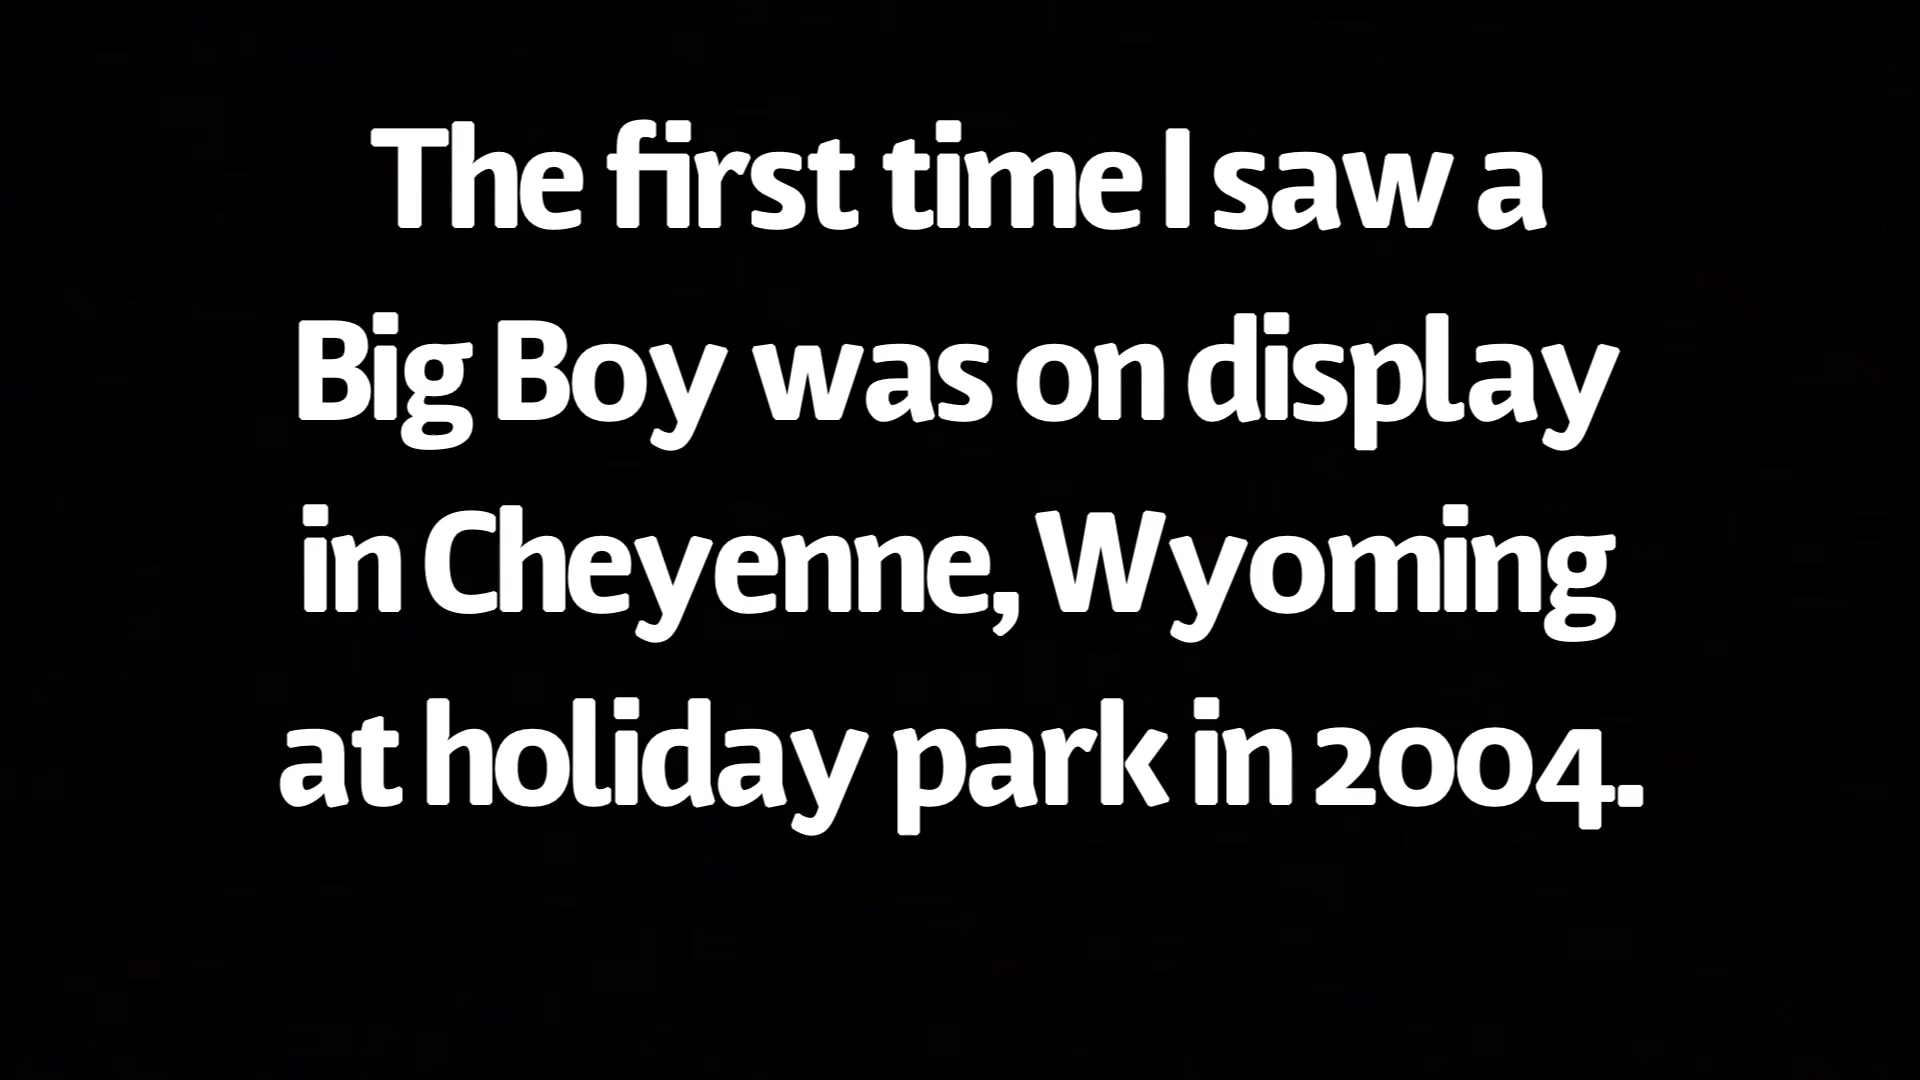 The first time I saw a
Big Boy was on display
in Cheyenne, Wyoming
at holiday park in 2004.